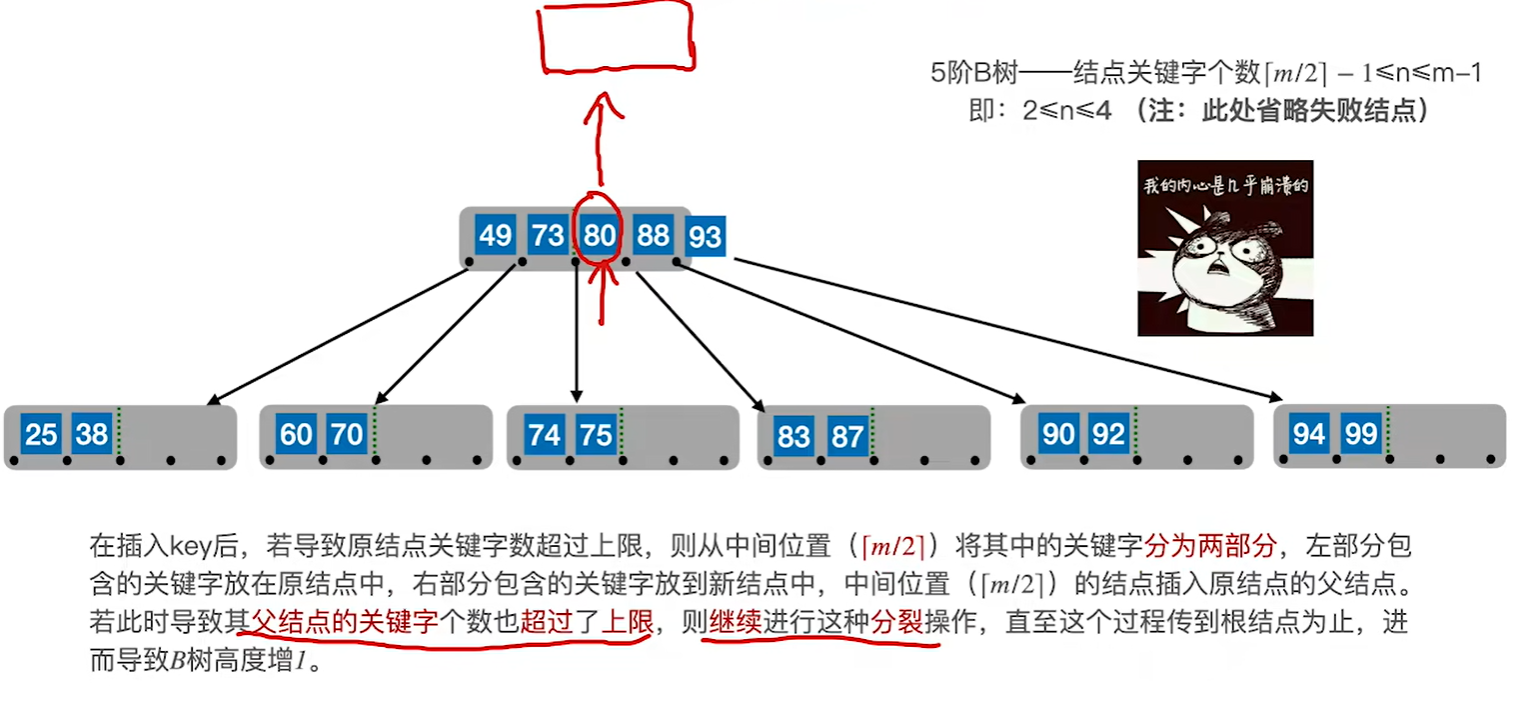 5阶B树——结点关键字个数⌈m/2⌉ – 1≤n≤m–1
即：2≤n≤4 （注：此处省略失败结点）
我的内心是几乎崩溃的
49 73 80 88 93
25 38 60 70 74 75 83 87 90 92 94 99
在插入key后，若导致原结点关键字数超过上限，则从中间位置（⌈m/2⌉）将其中的关键字分为两部分，左部分包
含的关键字放在原结点中，右部分包含的关键字放到新结点中，中间位置（⌈m/2⌉）的结点插入原结点的父结点。
若此时导致其父结点的关键字个数也超过了上限，则继续进行这种分裂操作，直至这个过程传到根结点为止，进
而导致B树高度增1。